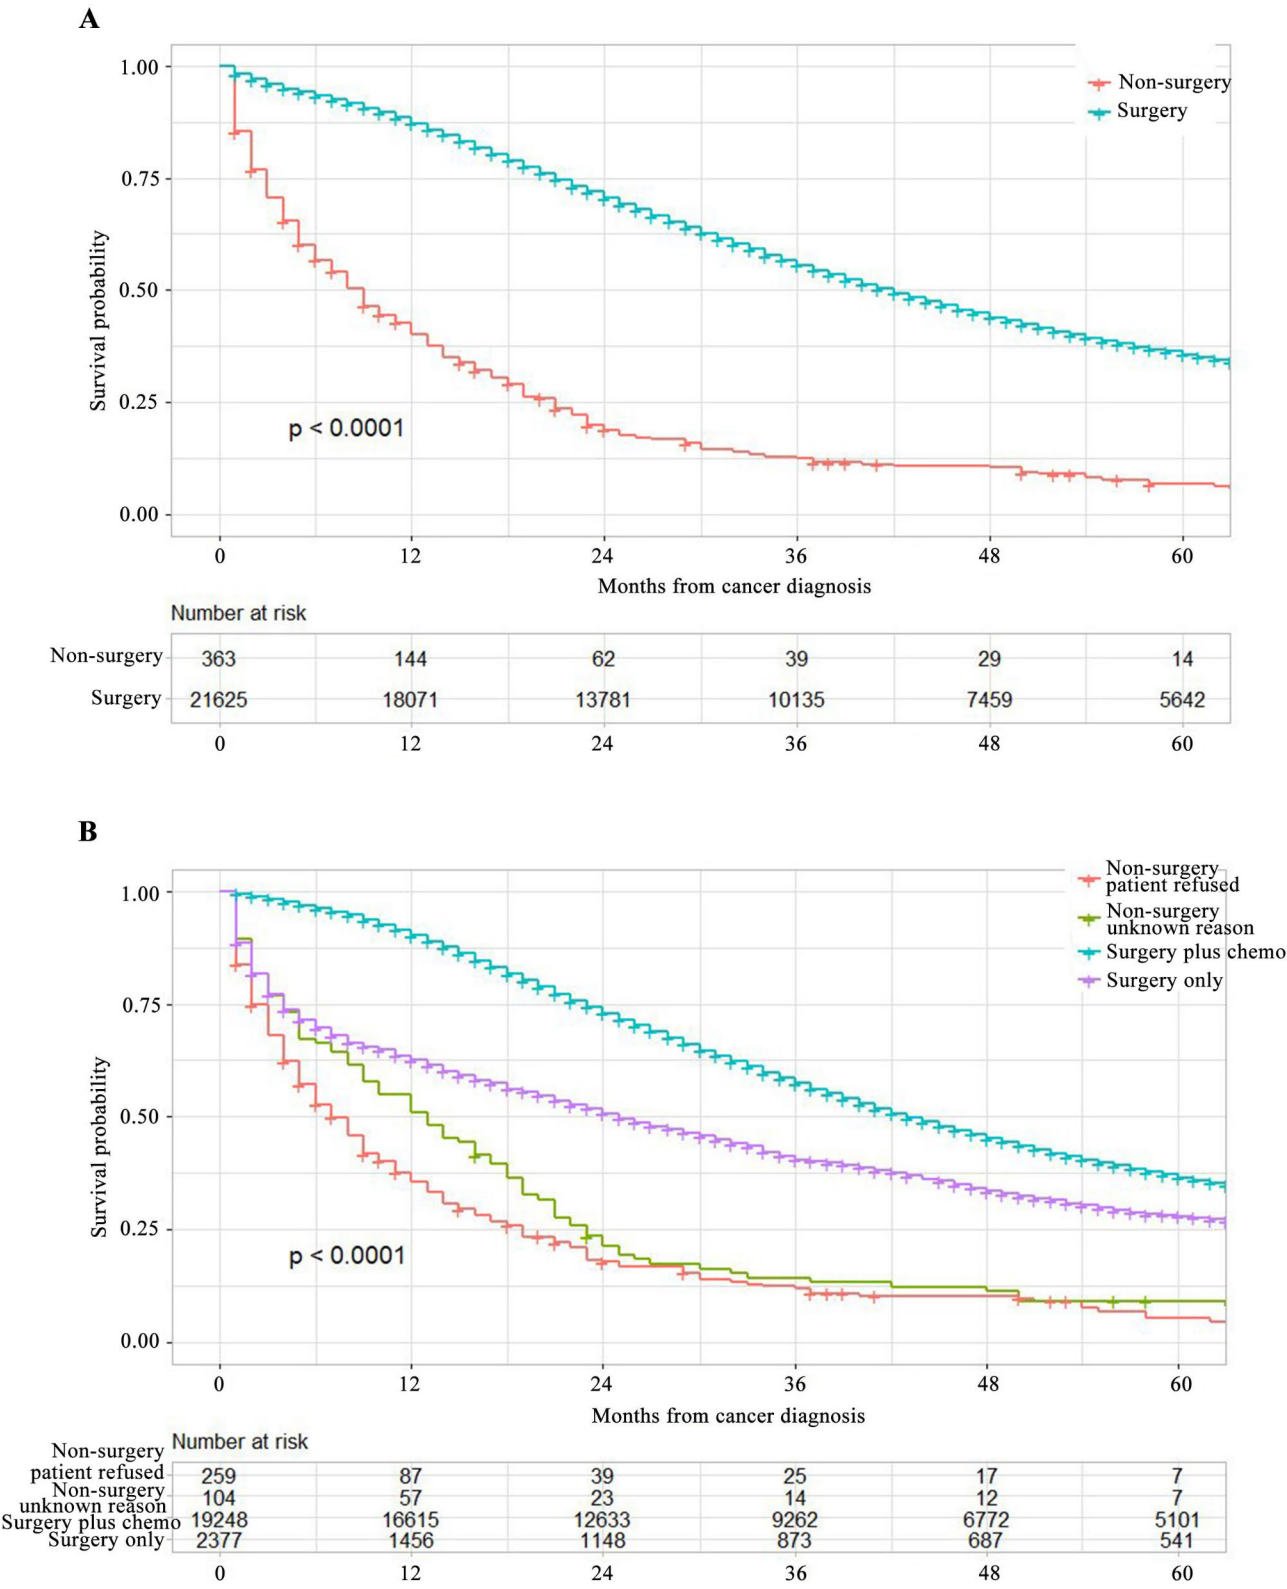 A
1.00
0.75
0.50
0.25
0.00
Survival probability
Non-surgery
Surgery
p < 0.0001
0 12 24 36 48 60
Months from cancer diagnosis
Number at risk
Non-surgery 363 144 62 39 29 14
Surgery 21625 18071 13781 10135 7459 5642
0 12 24 36 48 60
B
1.00
0.75
0.50
0.25
0.00
Survival probability
Non-surgery
patient refused
Non-surgery
unknown reason
Surgery plus chemo
Surgery only
p < 0.0001
0 12 24 36 48 60
Months from cancer diagnosis
Number at risk
Non-surgery
patient refused 259 87 39 25 17 7
Non-surgery
unknown reason 104 57 23 14 12 7
Surgery plus chemo 19248 16615 12633 9262 6772 5101
Surgery only 2377 1456 1148 873 687 541
0 12 24 36 48 60